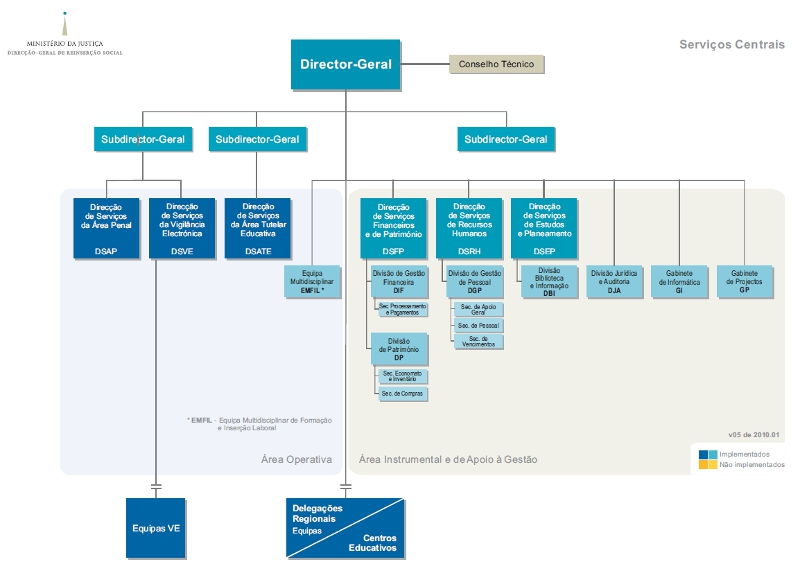 MINISTÉRIO DA JUSTIÇA
DIRECÇÃO-GERAL DE REINSERÇÃO SOCIAL
Serviços Centrais
Director-Geral
Conselho Técnico
Subdirector-Geral
Subdirector-Geral
Subdirector-Geral
Direcção
de Serviços
da Área Penal
DSAP
Direcção
de Serviços
da Vigilância
Electrónica
DSVE
Direcção
de Serviços
da Área Tutelar
Educativa
DSATE
Direcção
de Serviços
Financeiros
e de Património
DSFP
Direcção
de Serviços
de Recursos
Humanos
DSRH
Direcção
de Serviços
de Estudos
e Planeamento
DSEP
Equipa
Multidisciplinar
EMFIL *
Divisão de Gestão
Financeira
DIF
Sec. Processamento
e Pagamentos
Divisão
de Património
DP
Sec. Economato
e Inventário
Sec. de Compras
Divisão de Gestão
de Pessoal
DGP
Sec. de Apoio
Geral
Sec. de Pessoal
Sec. de
Vencimentos
Divisão
Biblioteca
e Informação
DBI
Divisão Jurídica
e Auditoria
DJA
Gabinete
de Informática
GI
Gabinete
de Projectos
GP
* EMFIL - Equipa Multidisciplinar de Formação
e Inserção Laboral
Área Operativa
Área Instrumental e de Apoio à Gestão
v05 de 2010.01
Implementados
Não implementados
Equipas VE
Delegações
Regionais
Equipas
Centros
Educativos